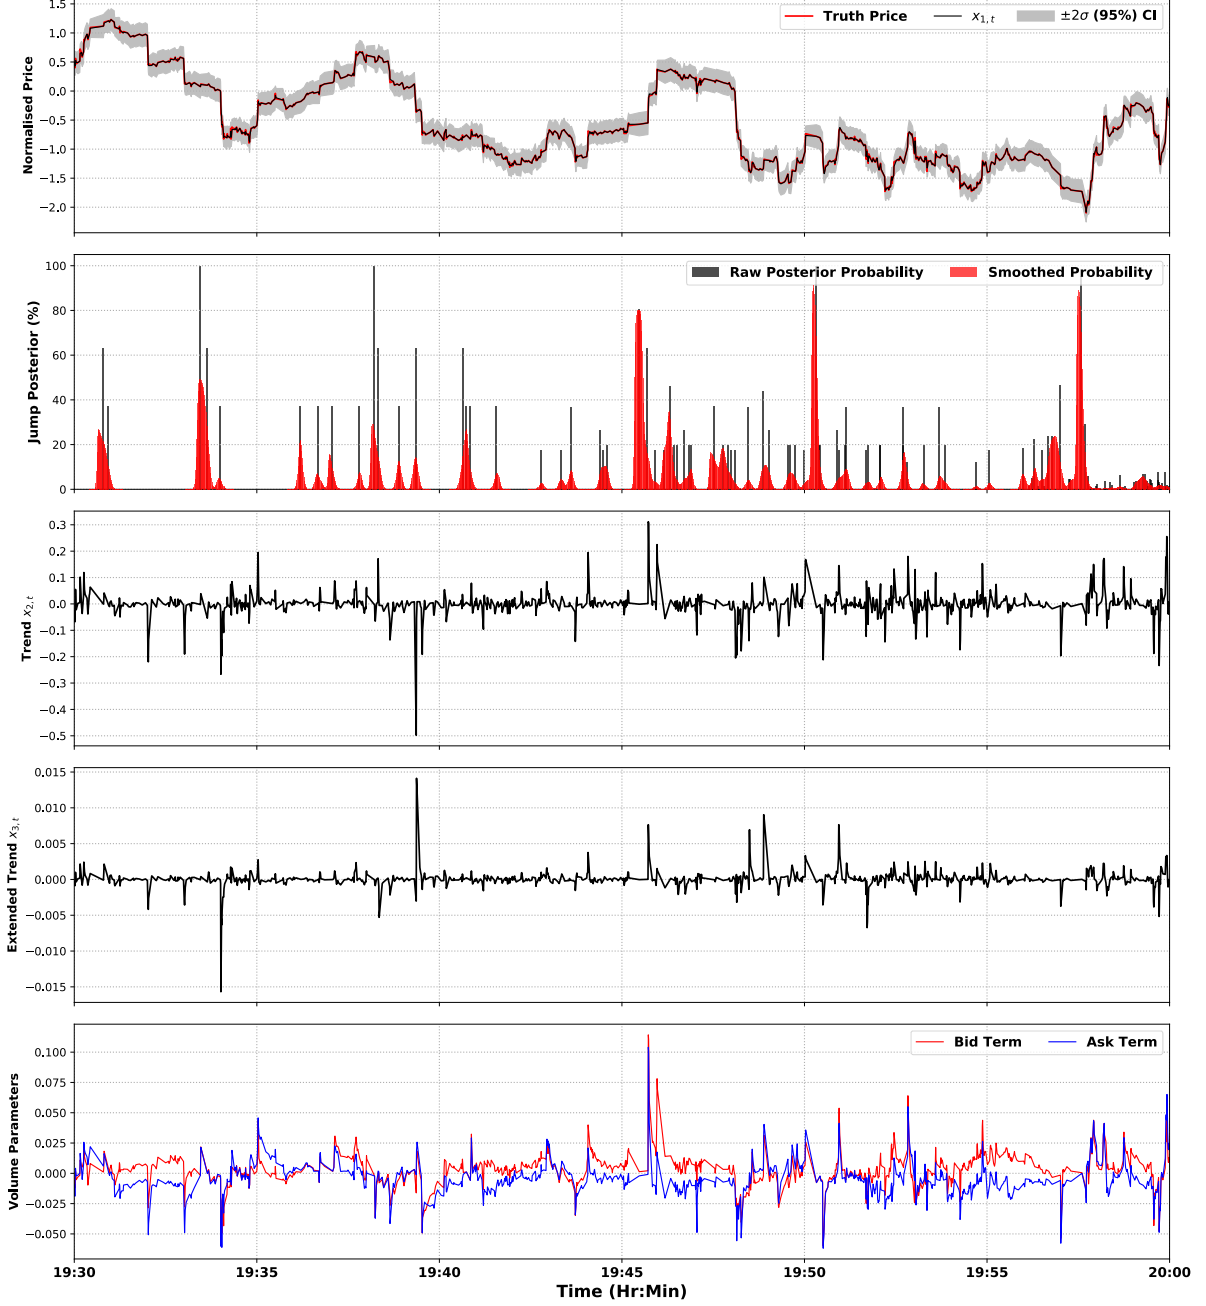 1.5
1.0
0.5
0.0
−0.5
−1.0
−1.5
−2.0
Normalised Price
Truth Price
x1,t
±2σ (95%) CI
100
80
60
40
20
0
Jump Posterior (%)
Raw Posterior Probability
Smoothed Probability
0.3
0.2
0.1
0.0
−0.1
−0.2
−0.3
−0.4
−0.5
Trend x2,t
0.015
0.010
0.005
0.000
−0.005
−0.010
−0.015
Extended Trend x3,t
0.100
0.075
0.050
0.025
0.000
−0.025
−0.050
Volume Parameters
Bid Term
Ask Term
19:30 19:35 19:40 19:45 19:50 19:55 20:00
Time (Hr:Min)